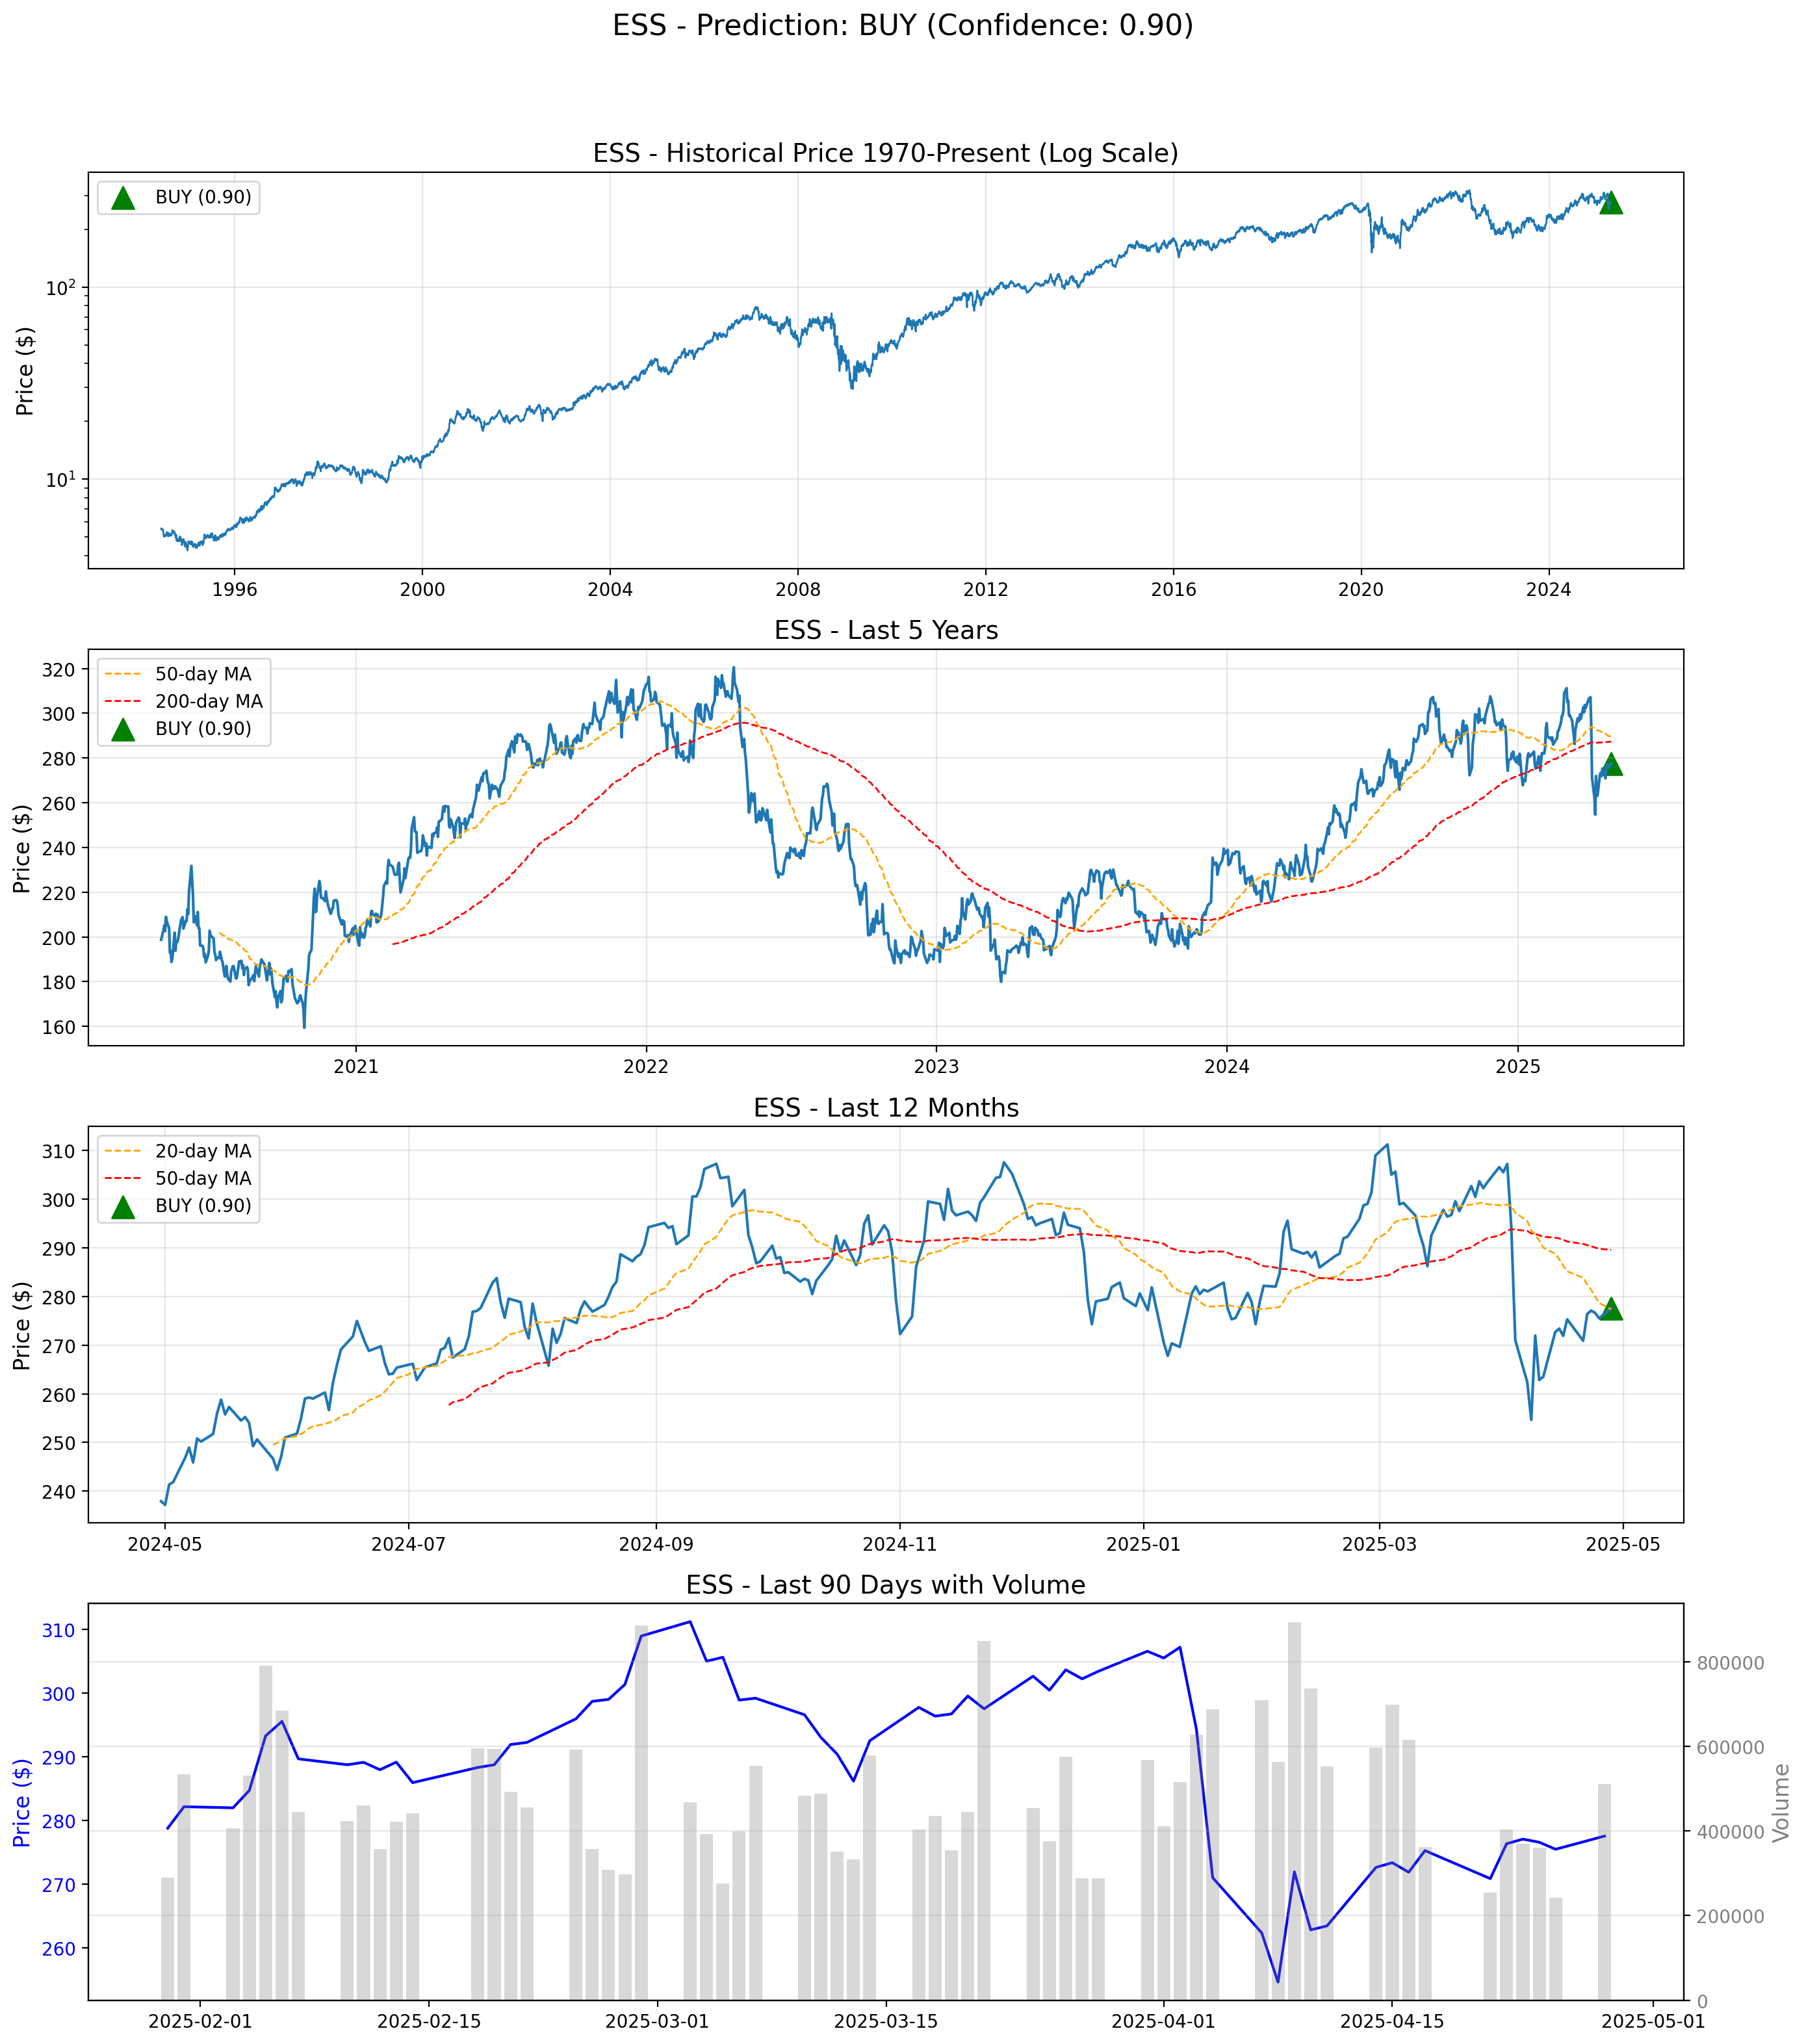 ESS - Prediction: BUY (Confidence: 0.90)
ESS - Historical Price 1970-Present (Log Scale)
BUY (0.90)
Price ($)
10²
10¹
1996 2000 2004 2008 2012 2016 2020 2024
ESS - Last 5 Years
50-day MA
200-day MA
BUY (0.90)
Price ($)
320
300
280
260
240
220
200
180
160
2021 2022 2023 2024 2025
ESS - Last 12 Months
20-day MA
50-day MA
BUY (0.90)
Price ($)
310
300
290
280
270
260
250
240
2024-05 2024-07 2024-09 2024-11 2025-01 2025-03 2025-05
ESS - Last 90 Days with Volume
Price ($)
310
300
290
280
270
260
800000
600000
400000
200000
0
Volume
2025-02-01 2025-02-15 2025-03-01 2025-03-15 2025-04-01 2025-04-15 2025-05-01